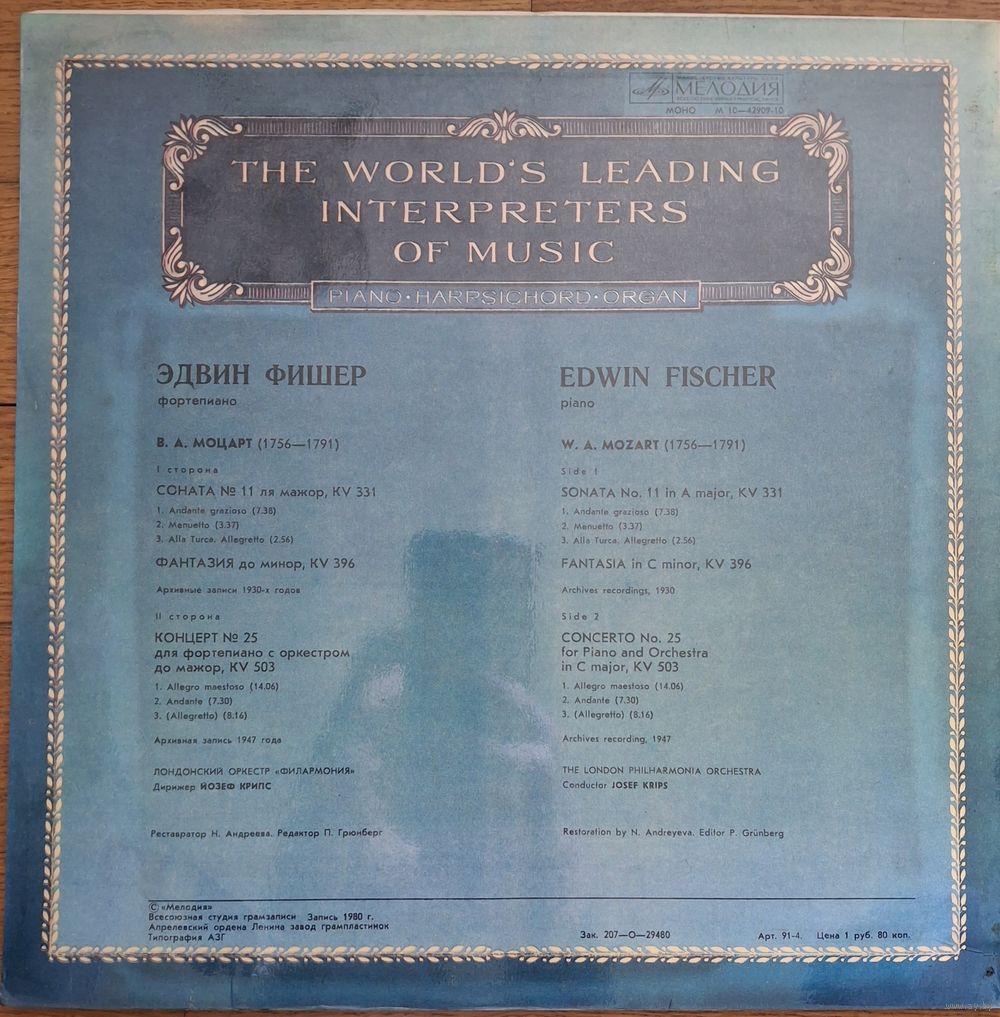 МЕЛОДИЯ
МОНО М 10—42909-10
THE WORLD'S LEADING
INTERPRETERS
OF MUSIC
PIANO·HARPSICHORD·ORGAN
ЭДВИН ФИШЕР
фортепиано
В. А. МОЦАРТ (1756—1791)
I сторона
СОНАТА № 11 ля мажор, KV 331
1. Andante grazioso (7.38)
2. Menuetto (3.37)
3. Alla Turca. Allegretto (2.56)
ФАНТАЗИЯ до минор, KV 396
Архивные записи 1930-х годов
II сторона
КОНЦЕРТ № 25
для фортепиано с оркестром
до мажор, KV 503
1. Allegro maestoso (14.06)
2. Andante (7.30)
3. (Allegretto) (8.16)
Архивная запись 1947 года
ЛОНДОНСКИЙ ОРКЕСТР «ФИЛАРМОНИЯ»
Дирижер ЙОЗЕФ КРИПС
Реставратор Н. Андреева. Редактор П. Грюнберг
EDWIN FISCHER
piano
W. A. MOZART (1756—1791)
Side 1
SONATA No. 11 in A major, KV 331
1. Andante grazioso (7.38)
2. Menuetto (3.37)
3. Alla Turca. Allegretto (2.56)
FANTASIA in C minor, KV 396
Archives recordings, 1930
Side 2
CONCERTO No. 25
for Piano and Orchestra
in C major, KV 503
1. Allegro maestoso (14.06)
2. Andante (7.30)
3. (Allegretto) (8.16)
Archives recording, 1947
THE LONDON PHILHARMONIA ORCHESTRA
Conductor JOSEF KRIPS
Restoration by N. Andreyeva. Editor P. Grünberg
© «Мелодия»
Всесоюзная студия грамзаписи Запись 1980 г.
Апрелевский ордена Ленина завод грампластинок
Типография АЗГ
Зак. 207—О—29480
Арт. 91-4. Цена 1 руб. 80 коп.